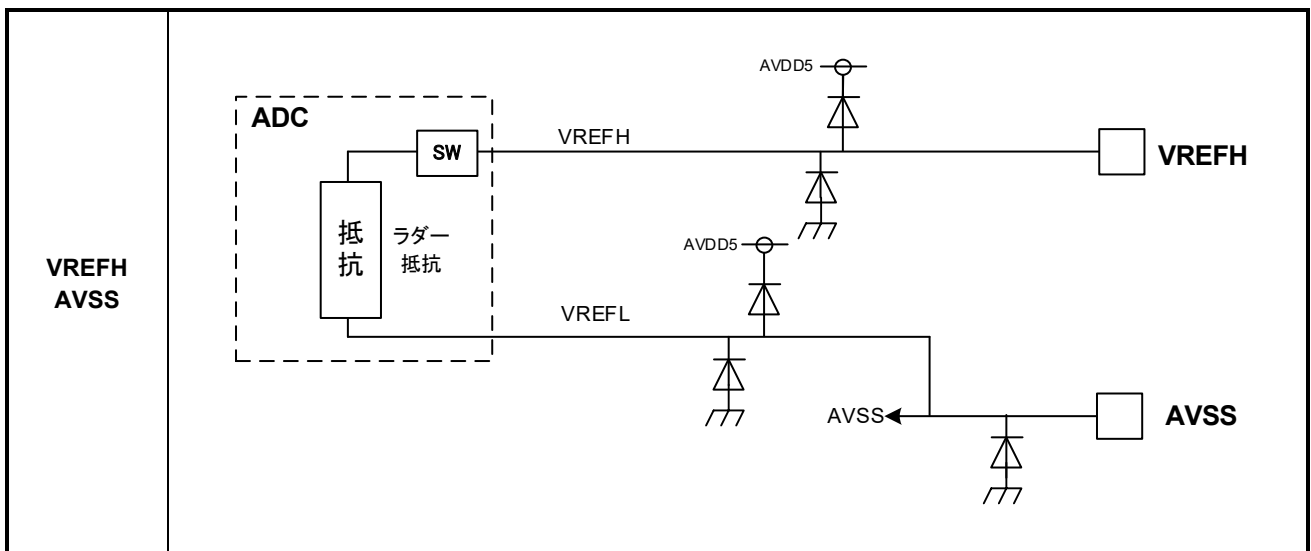 VREFH
AVSS
ADC
SW
抵
抗
ラダー
抵抗
VREFH
AVDD5
VREFH
AVDD5
VREFL
AVSS
AVSS